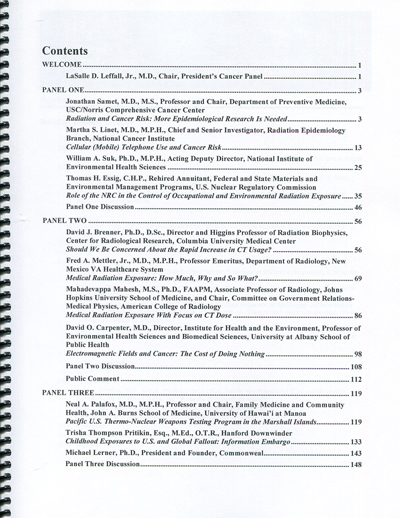 Contents
WELCOME ........ 1
LaSalle D. Leffall, Jr., M.D., Chair, President's Cancer Panel ........ 1
PANEL ONE ........ 3
Jonathan Samet, M.D., M.S., Professor and Chair, Department of Preventive Medicine,
USC/Norris Comprehensive Cancer Center
Radiation and Cancer Risk: More Epidemiological Research Is Needed ........ 3
Martha S. Linet, M.D., M.P.H., Chief and Senior Investigator, Radiation Epidemiology
Branch, National Cancer Institute
Cellular (Mobile) Telephone Use and Cancer Risk ........ 13
William A. Suk, Ph.D., M.P.H., Acting Deputy Director, National Institute of
Environmental Health Sciences ........ 25
Thomas H. Essig, C.H.P., Rehired Annuitant, Federal and State Materials and
Environmental Management Programs, U.S. Nuclear Regulatory Commission
Role of the NRC in the Control of Occupational and Environmental Radiation Exposure ...... 35
Panel One Discussion ........ 46
PANEL TWO ........ 56
David J. Brenner, Ph.D., D.Sc., Director and Higgins Professor of Radiation Biophysics,
Center for Radiological Research, Columbia University Medical Center
Should We Be Concerned About the Rapid Increase in CT Usage? ........ 56
Fred A. Mettler, Jr., M.D., M.P.H., Professor Emeritus, Department of Radiology, New
Mexico VA Healthcare System
Medical Radiation Exposure: How Much, Why and So What? ........ 69
Mahadevappa Mahesh, M.S., Ph.D., FAAPM, Associate Professor of Radiology, Johns
Hopkins University School of Medicine, and Chair, Committee on Government Relations-
Medical Physics, American College of Radiology
Medical Radiation Exposure With Focus on CT Dose ........ 86
David O. Carpenter, M.D., Director, Institute for Health and the Environment, Professor of
Environmental Health Sciences and Biomedical Sciences, University at Albany School of
Public Health
Electromagnetic Fields and Cancer: The Cost of Doing Nothing ........ 98
Panel Two Discussion ........ 108
Public Comment ........ 112
PANEL THREE ........ 119
Neal A. Palafox, M.D., M.P.H., Professor and Chair, Family Medicine and Community
Health, John A. Burns School of Medicine, University of Hawai'i at Manoa
Pacific U.S. Thermo-Nuclear Weapons Testing Program in the Marshall Islands ........ 119
Trisha Thompson Pritikin, Esq., M.Ed., O.T.R., Hanford Downwinder
Childhood Exposures to U.S. and Global Fallout: Information Embargo ........ 133
Michael Lerner, Ph.D., President and Founder, Commonweal ........ 143
Panel Three Discussion ........ 148